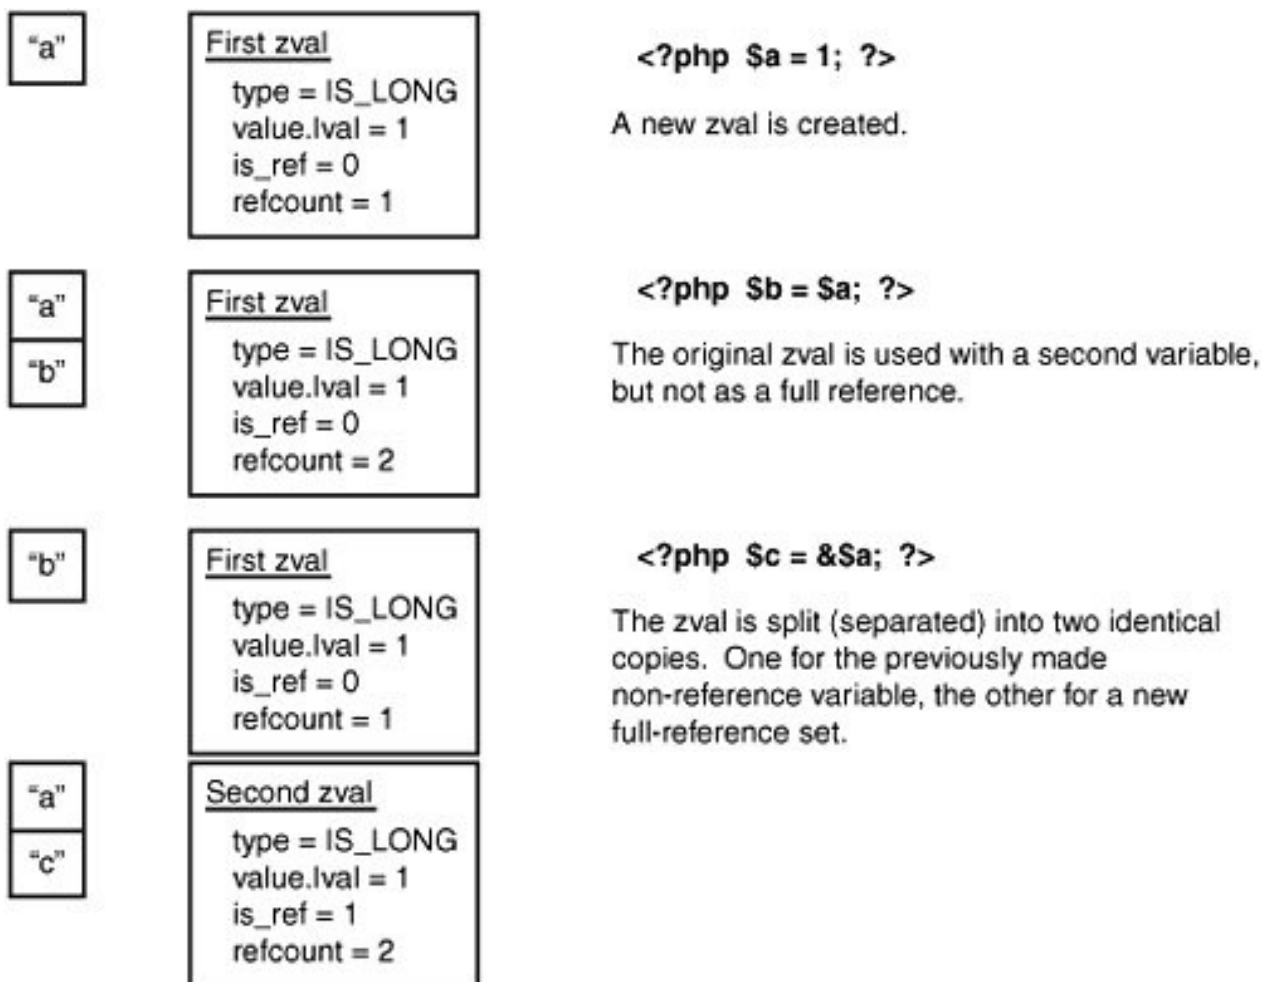 “a”
First zval
type = IS_LONG
value.lval = 1
is_ref = 0
refcount = 1
<?php $a = 1; ?>
A new zval is created.
“a”
“b”
First zval
type = IS_LONG
value.lval = 1
is_ref = 0
refcount = 2
<?php $b = $a; ?>
The original zval is used with a second variable,
but not as a full reference.
“b”
First zval
type = IS_LONG
value.lval = 1
is_ref = 0
refcount = 1
<?php $c = &$a; ?>
The zval is split (separated) into two identical
copies. One for the previously made
non-reference variable, the other for a new
full-reference set.
“a”
“c”
Second zval
type = IS_LONG
value.lval = 1
is_ref = 1
refcount = 2